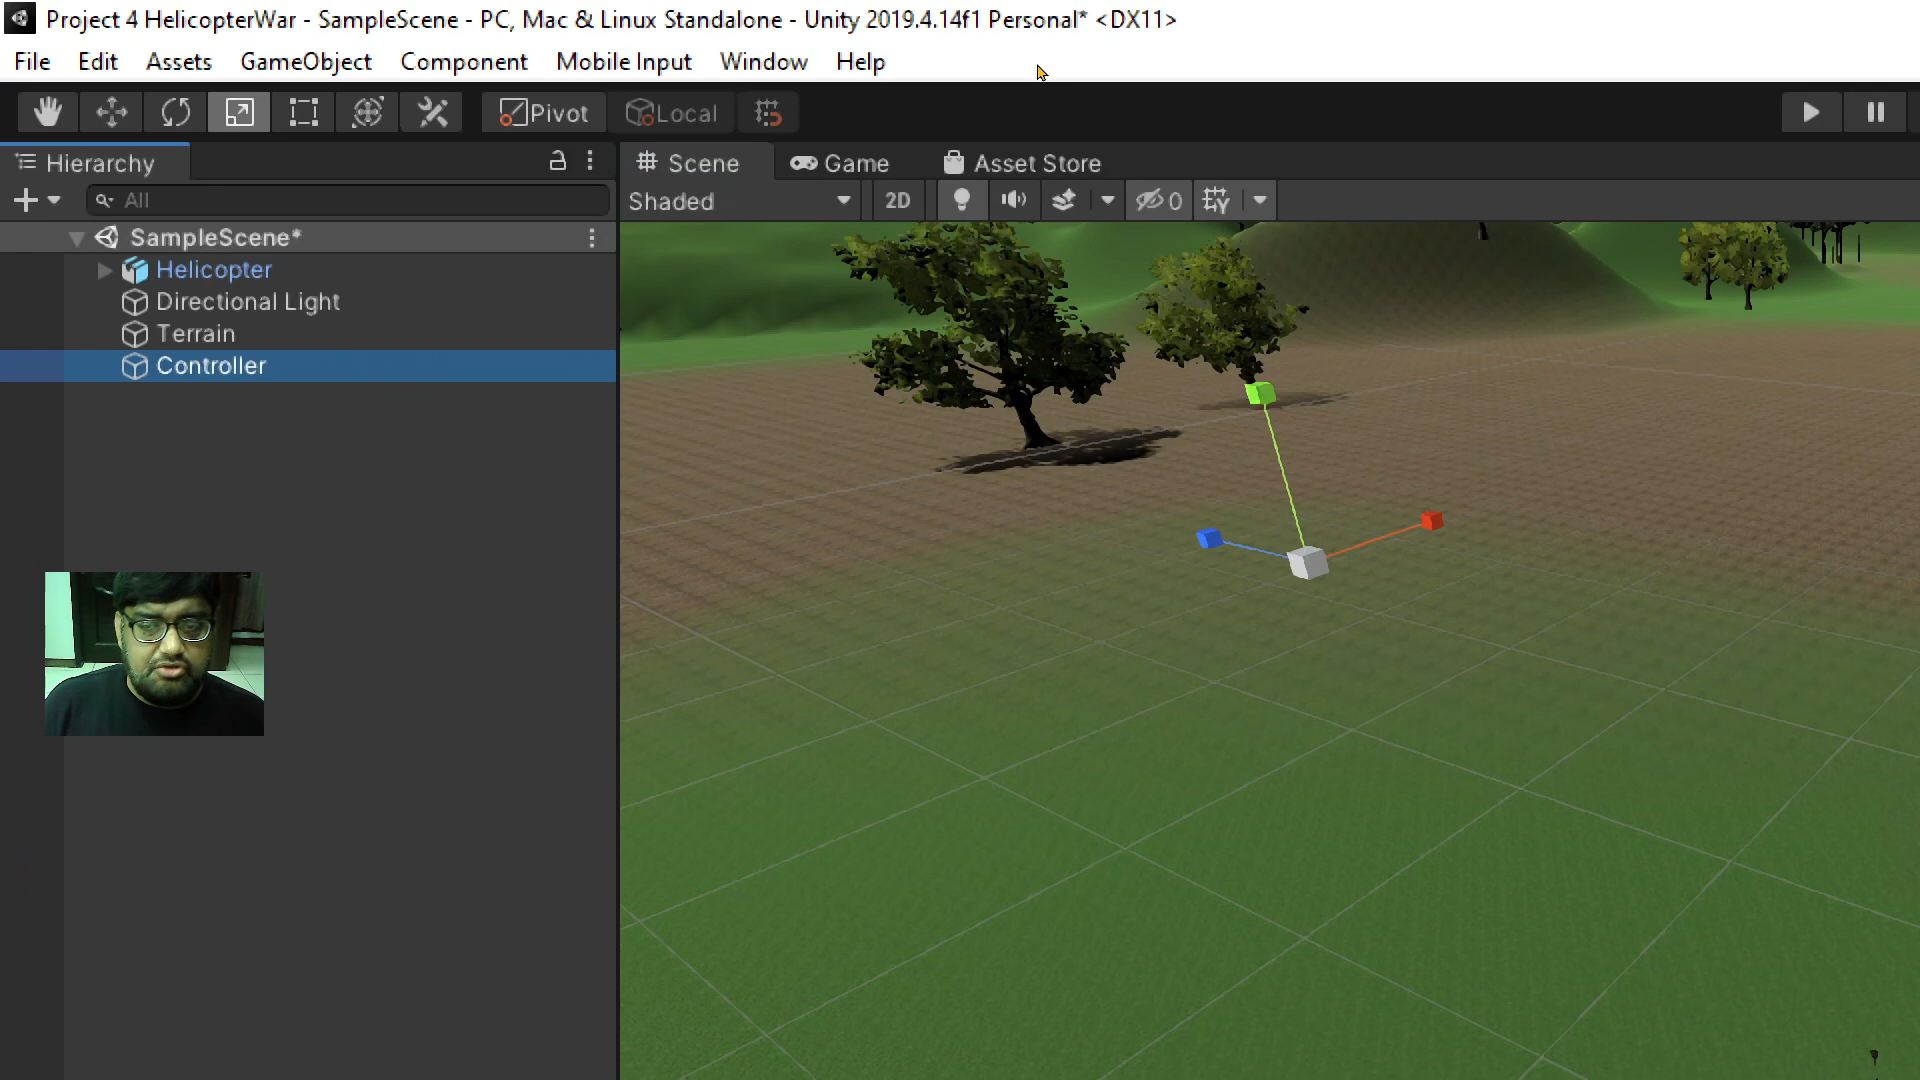 Project 4 HelicopterWar - SampleScene - PC, Mac & Linux Standalone - Unity 2019.4.14f1 Personal* <DX11>
File Edit Assets GameObject Component Mobile Input Window Help
Pivot Local
Hierarchy
Scene Game Asset Store
All
Shaded 2D 0
SampleScene*
Helicopter
Directional Light
Terrain
Controller